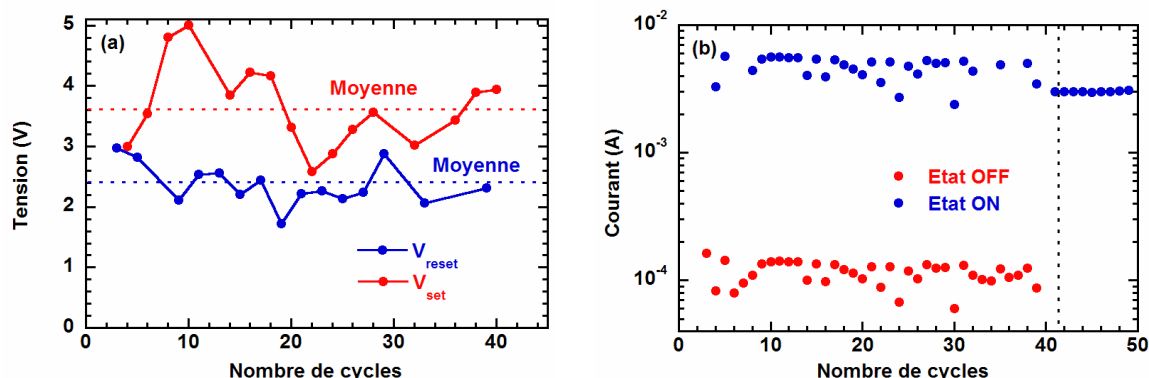 (a)
Tension (V)
5
4
3
2
1
0
Moyenne
Moyenne
V_reset
V_set
0 10 20 30 40
Nombre de cycles
(b)
Courant (A)
10^-2
10^-3
10^-4
Etat OFF
Etat ON
0 10 20 30 40 50
Nombre de cycles